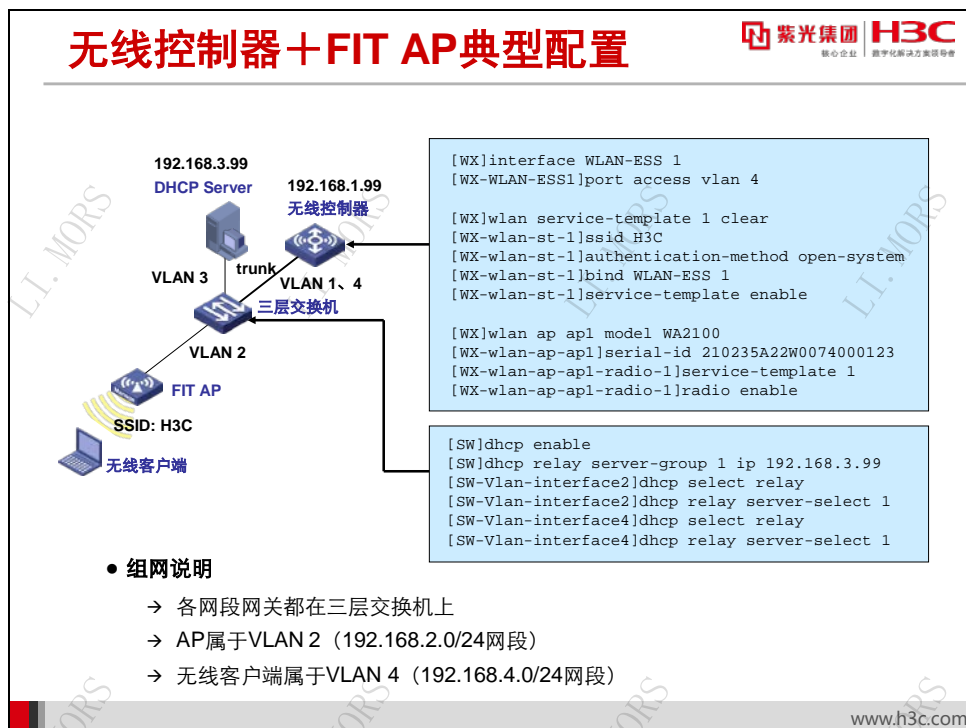 无线控制器＋FIT AP典型配置
紫光集团
核心企业
H3C
数字化解决方案领导者
192.168.3.99
DHCP Server
192.168.1.99
无线控制器
VLAN 3
trunk
VLAN 1、4
三层交换机
VLAN 2
FIT AP
SSID: H3C
无线客户端
[WX]interface WLAN-ESS 1
[WX-WLAN-ESS1]port access vlan 4
[WX]wlan service-template 1 clear
[WX-wlan-st-1]ssid H3C
[WX-wlan-st-1]authentication-method open-system
[WX-wlan-st-1]bind WLAN-ESS 1
[WX-wlan-st-1]service-template enable
[WX]wlan ap ap1 model WA2100
[WX-wlan-ap-ap1]serial-id 210235A22W0074000123
[WX-wlan-ap-ap1-radio-1]service-template 1
[WX-wlan-ap-ap1-radio-1]radio enable
[SW]dhcp enable
[SW]dhcp relay server-group 1 ip 192.168.3.99
[SW-Vlan-interface2]dhcp select relay
[SW-Vlan-interface2]dhcp relay server-select 1
[SW-Vlan-interface4]dhcp select relay
[SW-Vlan-interface4]dhcp relay server-select 1
● 组网说明
→ 各网段网关都在三层交换机上
→ AP属于VLAN 2（192.168.2.0/24网段）
→ 无线客户端属于VLAN 4（192.168.4.0/24网段）
www.h3c.com
LI.MORS
LI.MORS
LI.MORS
MORS
MORS
MORS